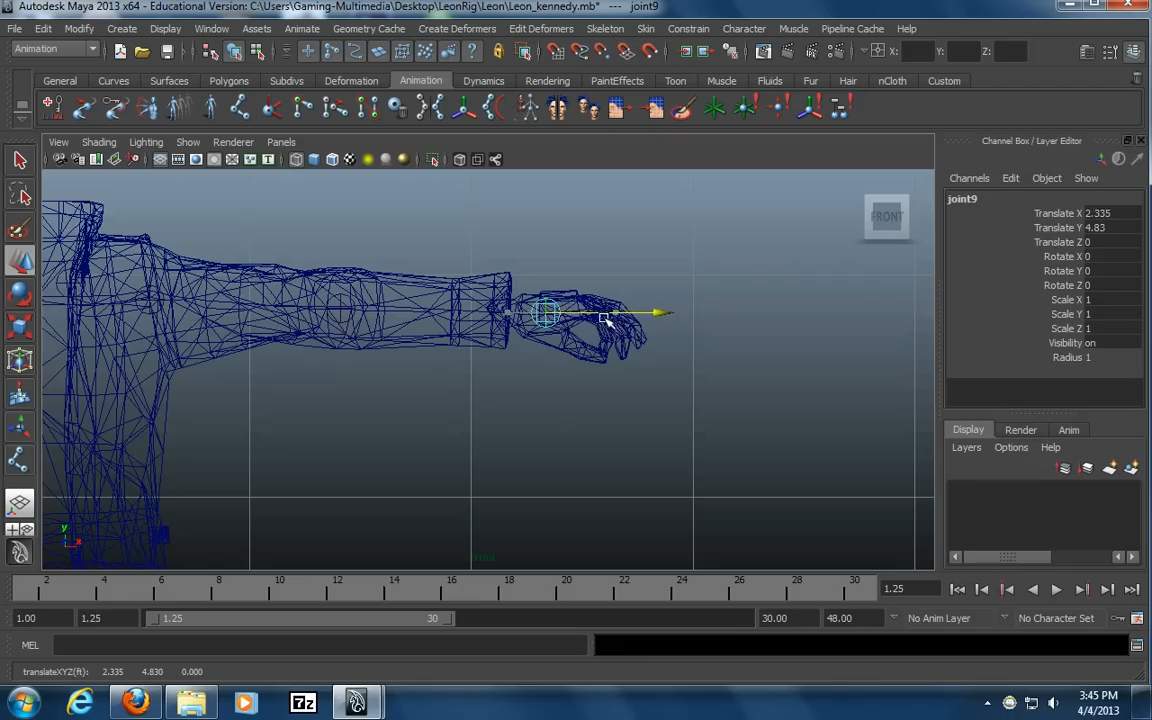 Autodesk Maya 2013 x64 - Educational Version: C:\Users\Gaming-Multimedia\Desktop\LeonRig\Leon\Leon_kennedy.mb* --- joint9
File Edit Modify Create Display Window Assets Animate Geometry Cache Create Deformers Edit Deformers Skeleton Skin Constrain Character Muscle Pipeline Cache Help
Animation X: Y: Z:
General Curves Surfaces Polygons Subdivs Deformation Animation Dynamics Rendering PaintEffects Toon Muscle Fluids Fur Hair nCloth Custom
View Shading Lighting Show Renderer Panels
Channel Box / Layer Editor
Channels Edit Object Show
joint9
Translate X 2.335
Translate Y 4.83
Translate Z 0
Rotate X 0
Rotate Y 0
Rotate Z 0
Scale X 1
Scale Y 1
Scale Z 1
Visibility on
Radius 1
FRONT
Display Render Anim
Layers Options Help
y
x
2 4 6 8 10 12 14 16 18 20 22 24 26 28 30 1.25
1.00 1.25 1.25 30 30.00 48.00 No Anim Layer No Character Set
MEL
translateXYZ(ft): 2.335 4.830 0.000
7z
3:45 PM
4/4/2013